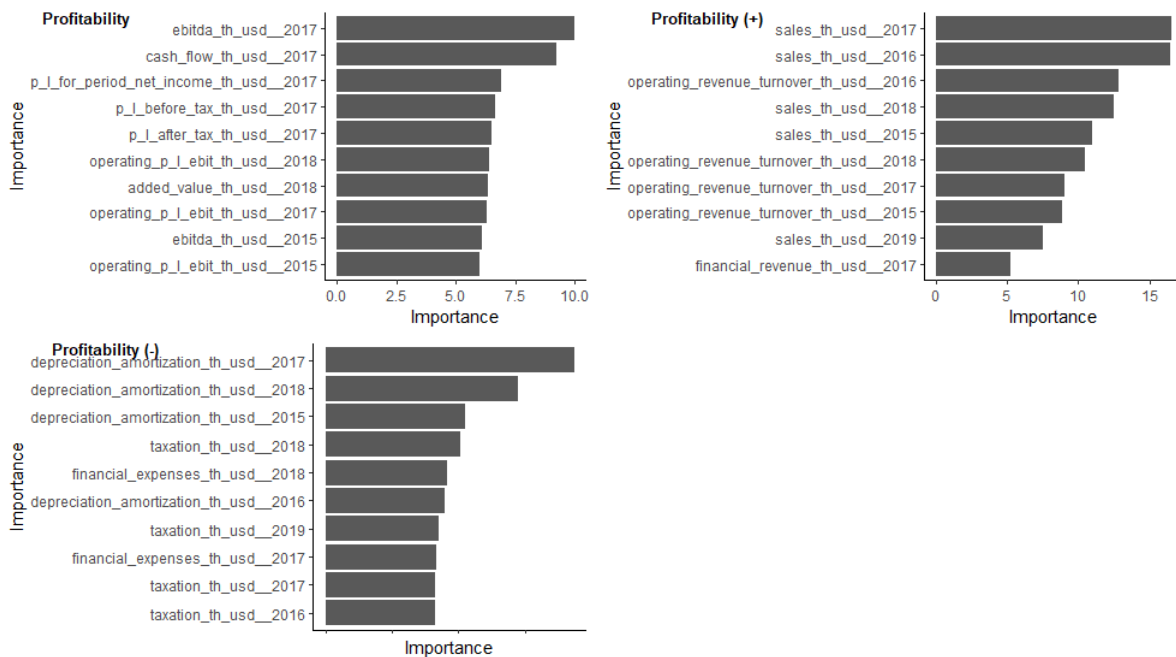 Profitability
ebitda_th_usd__2017
cash_flow_th_usd__2017
p_l_for_period_net_income_th_usd__2017
p_l_before_tax_th_usd__2017
p_l_after_tax_th_usd__2017
operating_p_l_ebit_th_usd__2018
added_value_th_usd__2018
operating_p_l_ebit_th_usd__2017
ebitda_th_usd__2015
operating_p_l_ebit_th_usd__2015
Importance
0.0 2.5 5.0 7.5 10.0
Importance
Profitability (+)
sales_th_usd__2017
sales_th_usd__2016
operating_revenue_turnover_th_usd__2016
sales_th_usd__2018
sales_th_usd__2015
operating_revenue_turnover_th_usd__2018
operating_revenue_turnover_th_usd__2017
operating_revenue_turnover_th_usd__2015
sales_th_usd__2019
financial_revenue_th_usd__2017
Importance
0 5 10 15
Importance
Profitability (-)
depreciation_amortization_th_usd__2017
depreciation_amortization_th_usd__2018
depreciation_amortization_th_usd__2015
taxation_th_usd__2018
financial_expenses_th_usd__2018
depreciation_amortization_th_usd__2016
taxation_th_usd__2019
financial_expenses_th_usd__2017
taxation_th_usd__2017
taxation_th_usd__2016
Importance
Importance